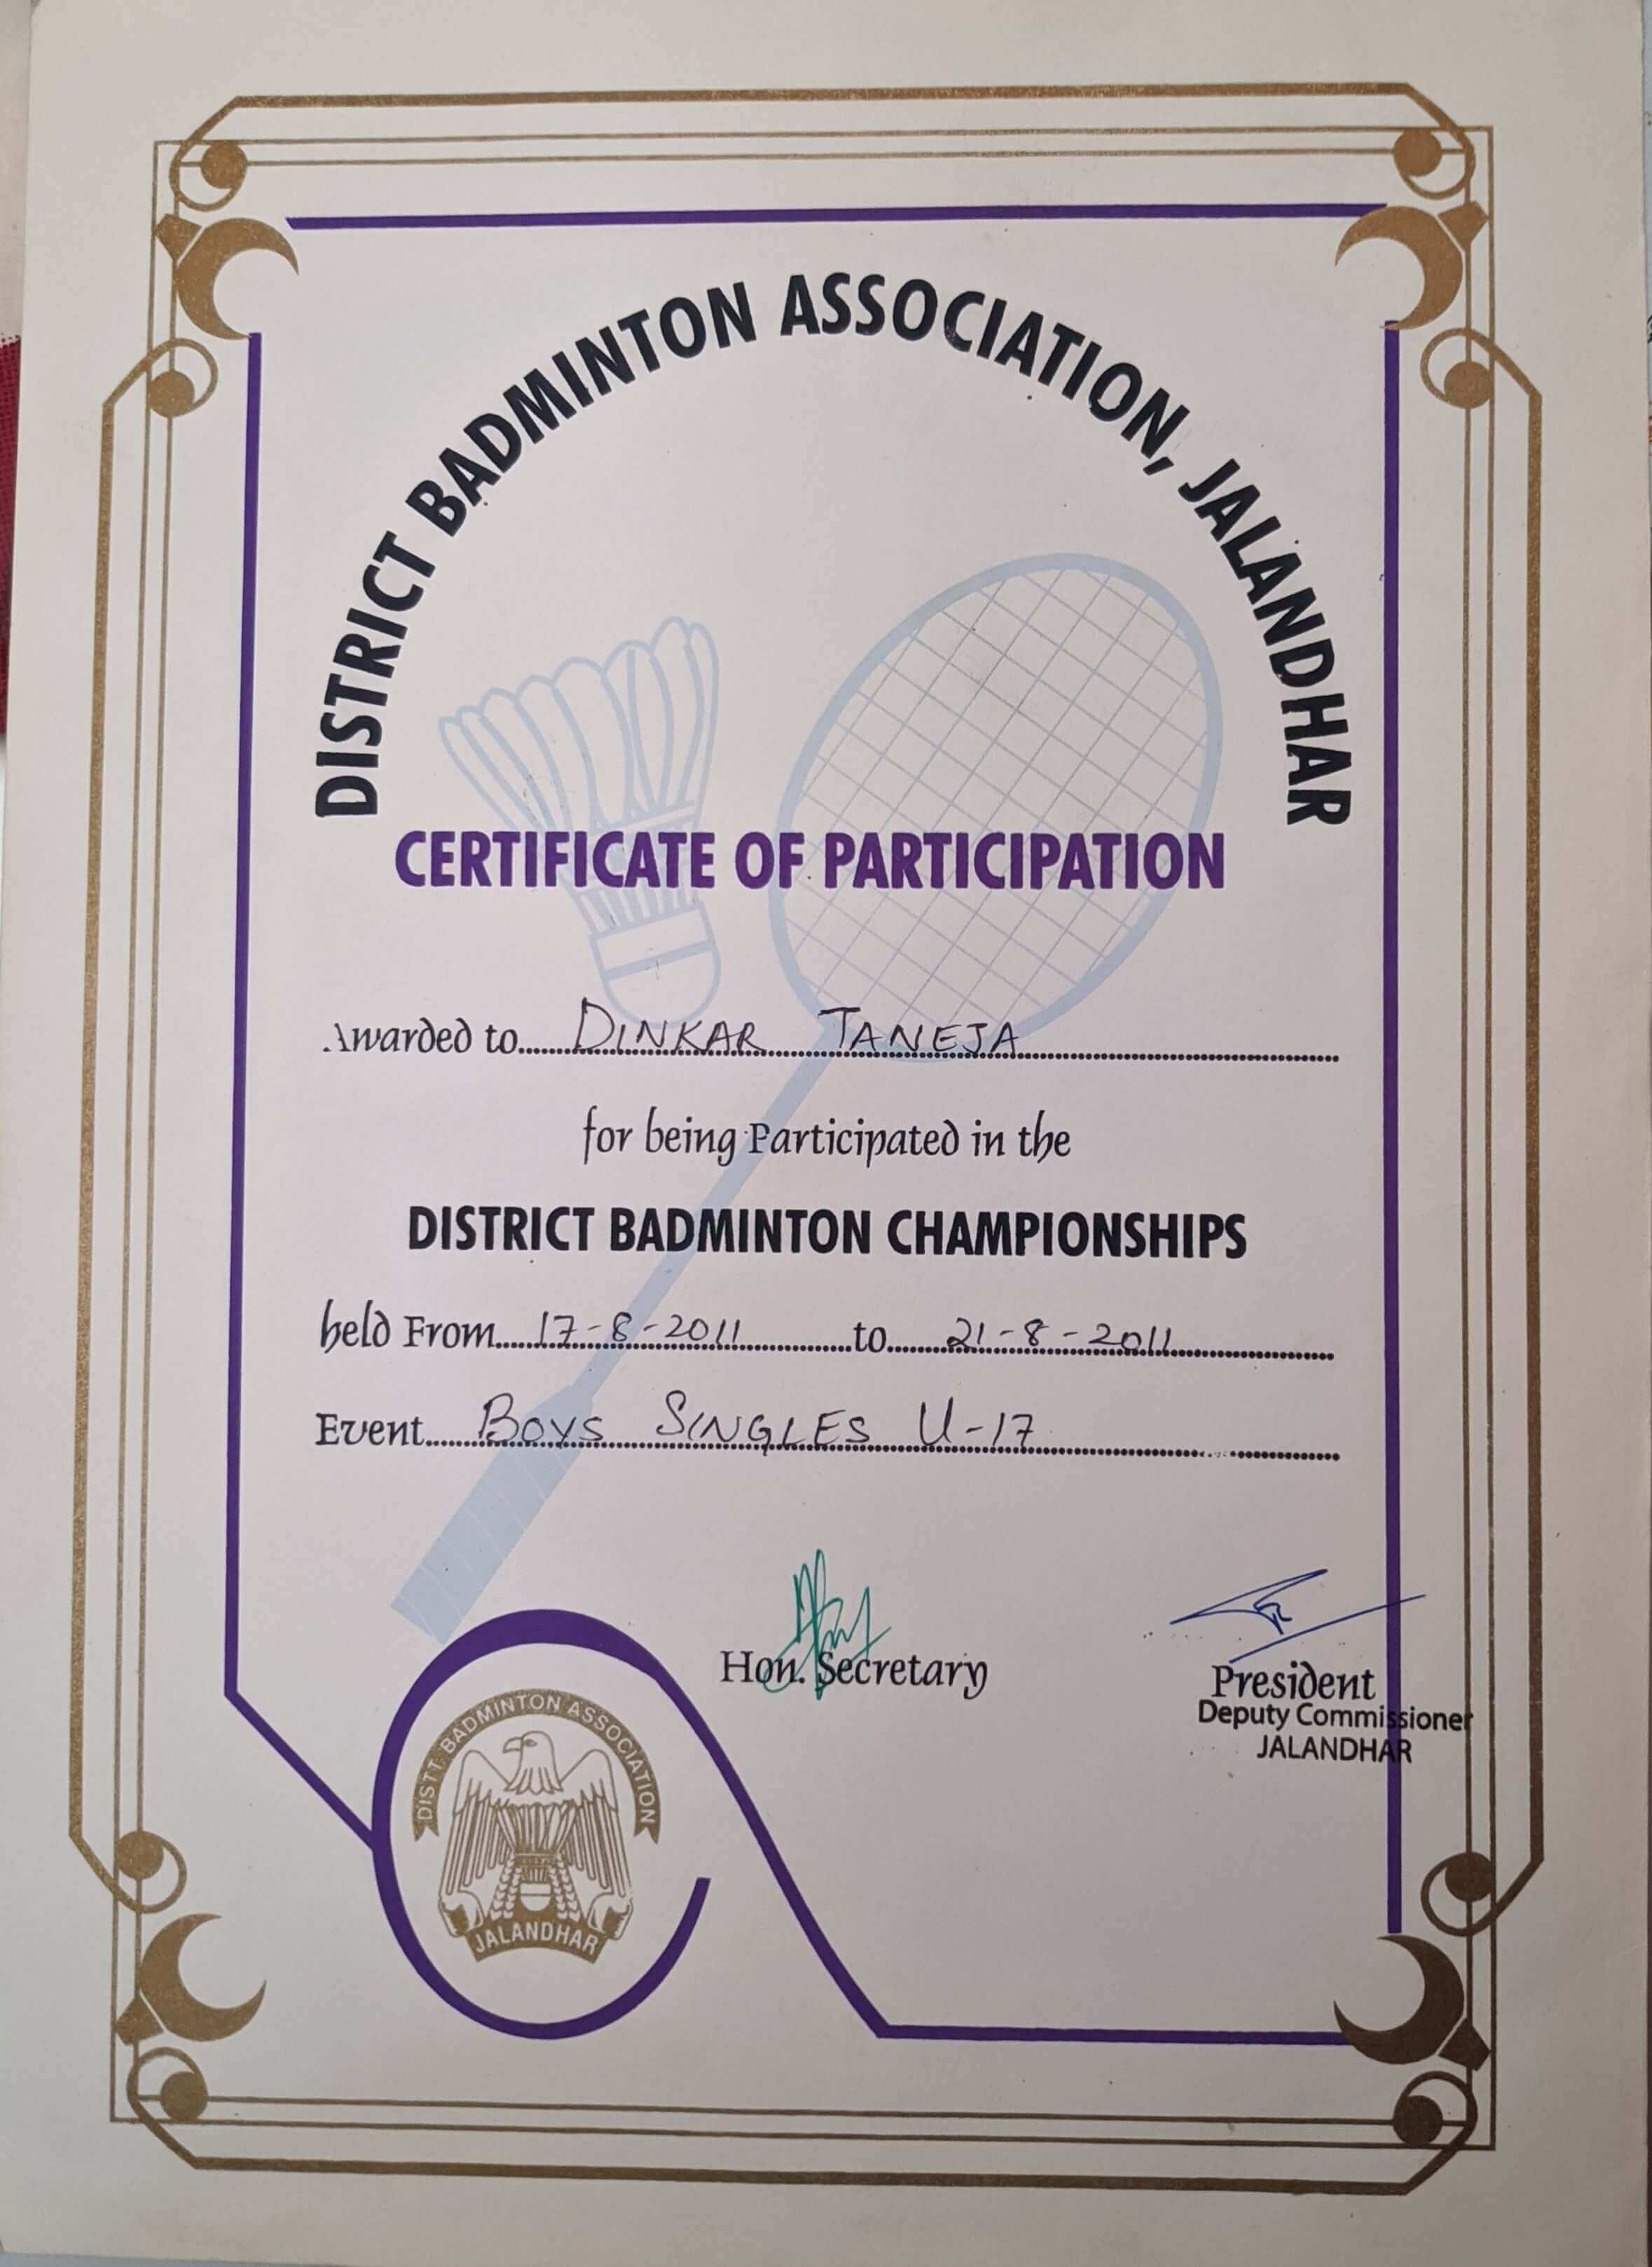 DISTRICT BADMINTON ASSOCIATION, JALANDHAR
CERTIFICATE OF PARTICIPATION
Awarded to DINKAR TANEJA
for being Participated in the
DISTRICT BADMINTON CHAMPIONSHIPS
held From 17-8-2011 to 21-8-2011
Event BOYS SINGLES U-17
Hon. Secretary
President
Deputy Commissioner
JALANDHAR
DISTT. BADMINTON ASSOCIATION
JALANDHAR